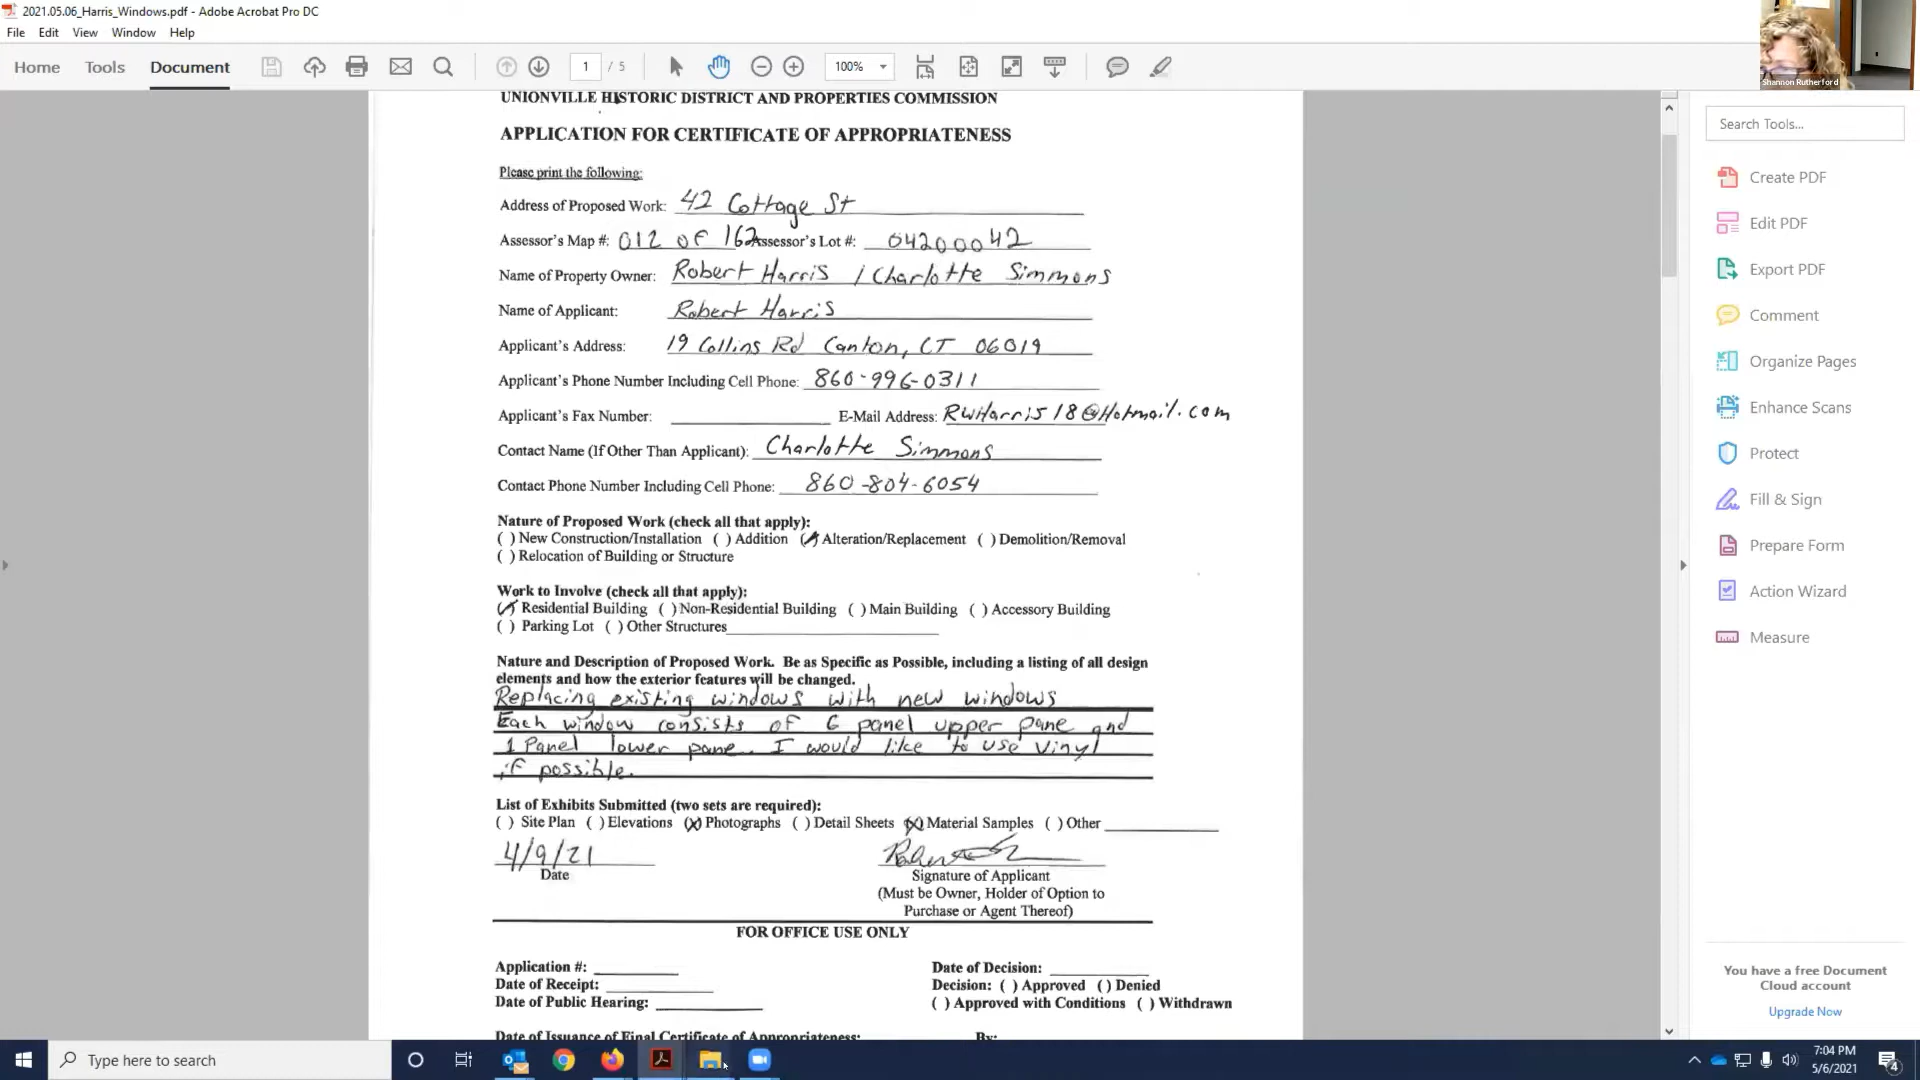 2021.05.06_Harris_Windows.pdf - Adobe Acrobat Pro DC
File Edit View Window Help
Home Tools Document 1 / 5 100%
Shannon Rutherford
UNIONVILLE HISTORIC DISTRICT AND PROPERTIES COMMISSION
APPLICATION FOR CERTIFICATE OF APPROPRIATENESS
Please print the following:
Address of Proposed Work: 42 Cottage St
Assessor's Map #: 012 OF 162 Assessor's Lot #: 04200042
Name of Property Owner: Robert Harris / Charlotte Simmons
Name of Applicant: Robert Harris
Applicant's Address: 19 Collins Rd Canton, CT 06019
Applicant's Phone Number Including Cell Phone: 860-996-0311
Applicant's Fax Number: E-Mail Address: RWHarris18@Hotmail.com
Contact Name (If Other Than Applicant): Charlotte Simmons
Contact Phone Number Including Cell Phone: 860-804-6054
Nature of Proposed Work (check all that apply):
( ) New Construction/Installation ( ) Addition (✓) Alteration/Replacement ( ) Demolition/Removal
( ) Relocation of Building or Structure
Work to Involve (check all that apply):
(✓) Residential Building ( ) Non-Residential Building ( ) Main Building ( ) Accessory Building
( ) Parking Lot ( ) Other Structures
Nature and Description of Proposed Work. Be as Specific as Possible, including a listing of all design
elements and how the exterior features will be changed.
Replacing existing windows with new windows
Each window consists of 6 panel upper pane and
1 Panel lower pane. I would like to use vinyl
if possible.
List of Exhibits Submitted (two sets are required):
( ) Site Plan ( ) Elevations (X) Photographs ( ) Detail Sheets (X) Material Samples ( ) Other
4/9/21
Date
Signature of Applicant
(Must be Owner, Holder of Option to
Purchase or Agent Thereof)
FOR OFFICE USE ONLY
Application #: Date of Decision:
Date of Receipt: Decision: ( ) Approved ( ) Denied
Date of Public Hearing: ( ) Approved with Conditions ( ) Withdrawn
Date of Issuance of Final Certificate of Appropriateness: By:
Search Tools...
Create PDF
Edit PDF
Export PDF
Comment
Organize Pages
Enhance Scans
Protect
Fill & Sign
Prepare Form
Action Wizard
Measure
You have a free Document
Cloud account
Upgrade Now
Type here to search
7:04 PM
5/6/2021
4